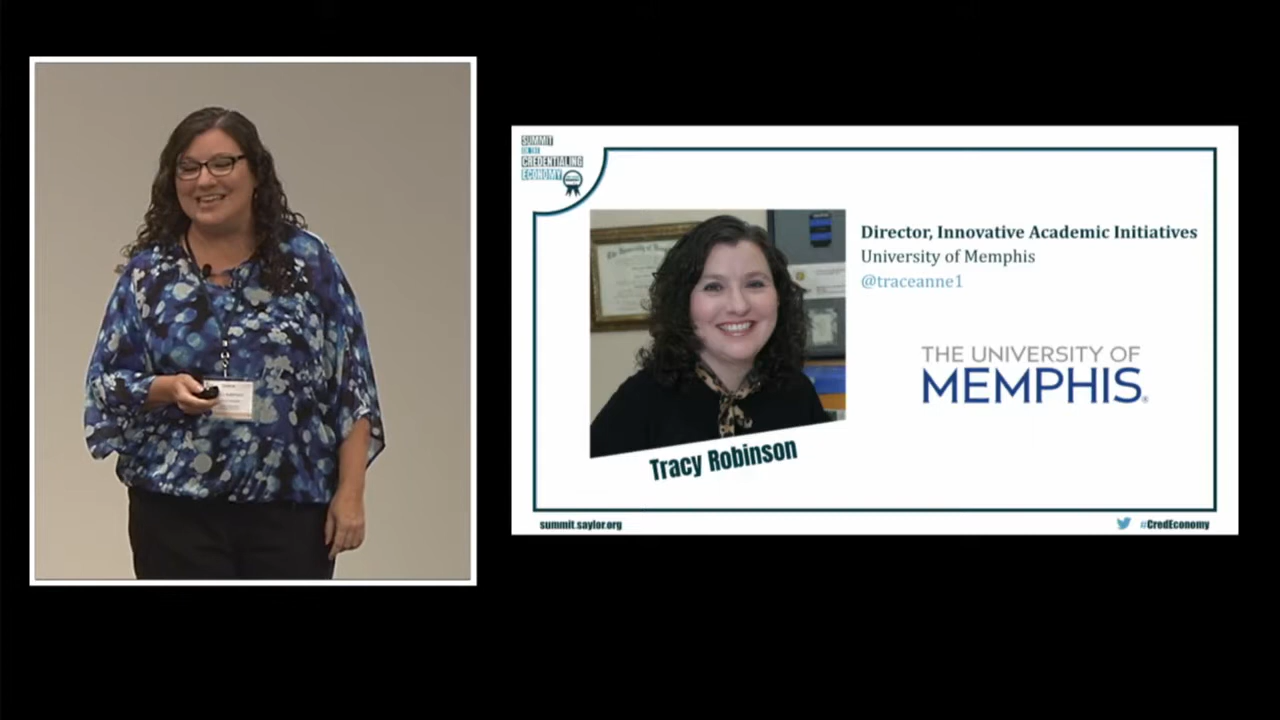 SUMMIT
ON THE
CREDENTIALING
ECONOMY
Director, Innovative Academic Initiatives
University of Memphis
@traceanne1
THE UNIVERSITY OF
MEMPHIS®
Tracy Robinson
summit.saylor.org
#CredEconomy